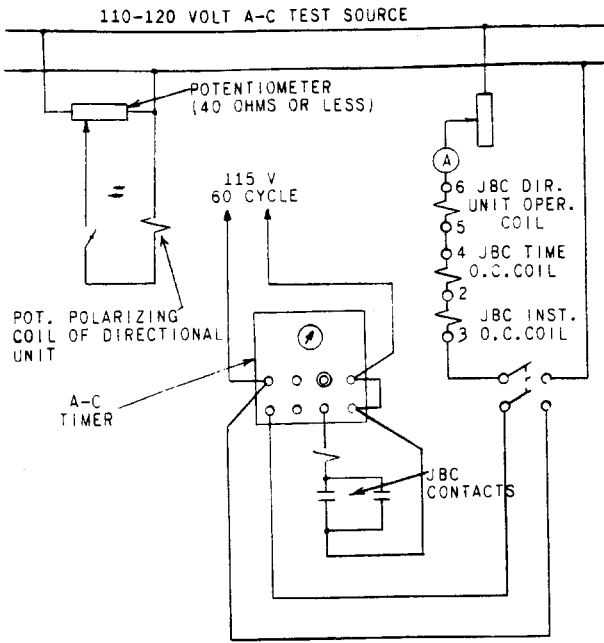 110-120 VOLT A-C TEST SOURCE
POTENTIOMETER
(40 OHMS OR LESS)
115 V
60 CYCLE
A
6 JBC DIR.
UNIT OPER.
COIL
5
4 JBC TIME
O.C.COIL
2
JBC INST.
3 O.C.COIL
POT. POLARIZING
COIL OF DIRECTIONAL
UNIT
A-C
TIMER
JBC
CONTACTS